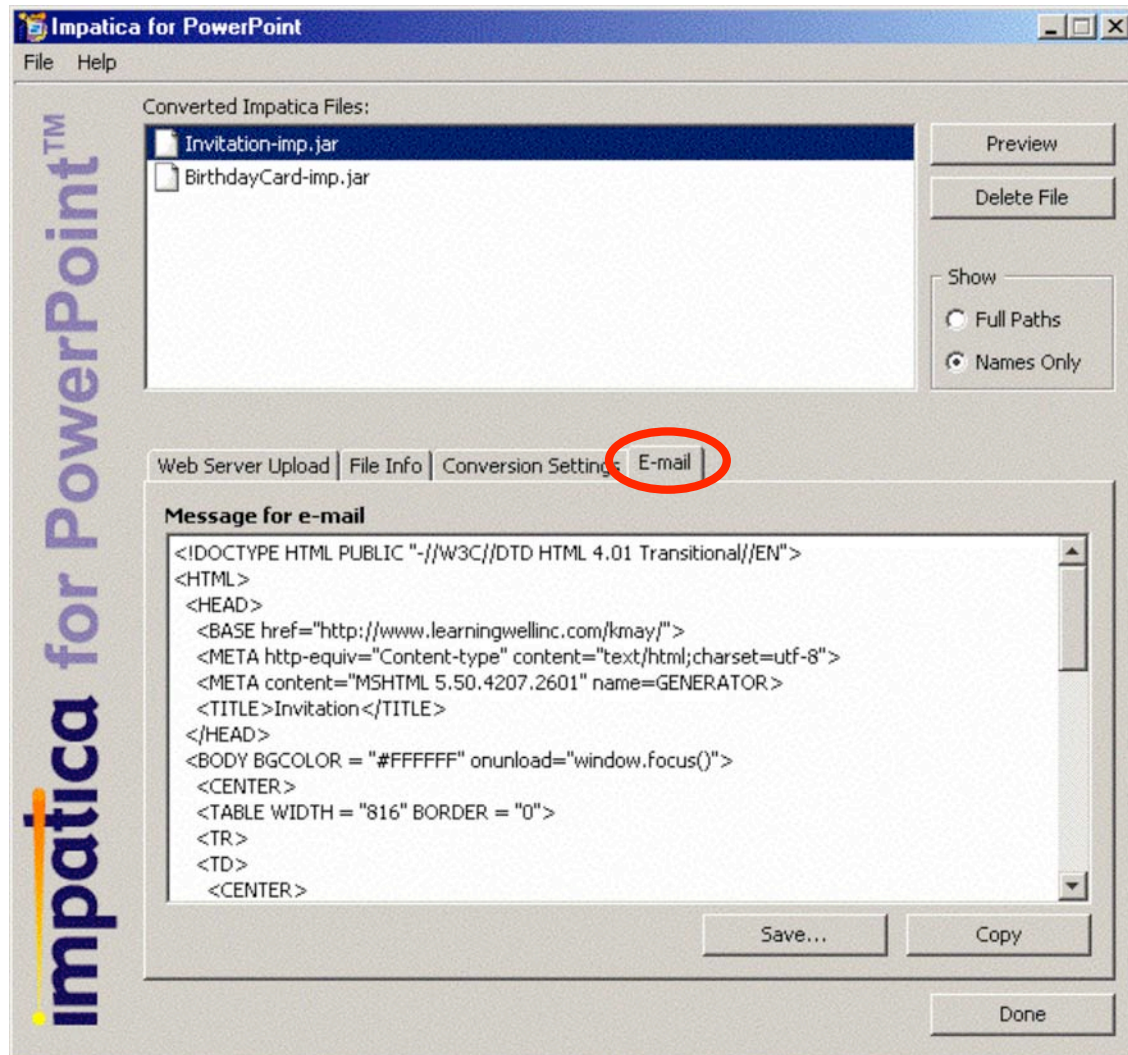 Impatica for PowerPoint
File Help
impatica for PowerPoint™
Converted Impatica Files:
Invitation-imp.jar
BirthdayCard-imp.jar
Preview
Delete File
Show
Full Paths
Names Only
Web Server Upload File Info Conversion Settings E-mail
Message for e-mail
<!DOCTYPE HTML PUBLIC "-//W3C//DTD HTML 4.01 Transitional//EN">
<HTML>
<HEAD>
<BASE href="http://www.learningwellinc.com/kmay/">
<META http-equiv="Content-type" content="text/html;charset=utf-8">
<META content="MSHTML 5.50.4207.2601" name=GENERATOR>
<TITLE>Invitation</TITLE>
</HEAD>
<BODY BGCOLOR = "#FFFFFF" onunload="window.focus()">
<CENTER>
<TABLE WIDTH = "816" BORDER = "0">
<TR>
<TD>
<CENTER>
Save... Copy
Done